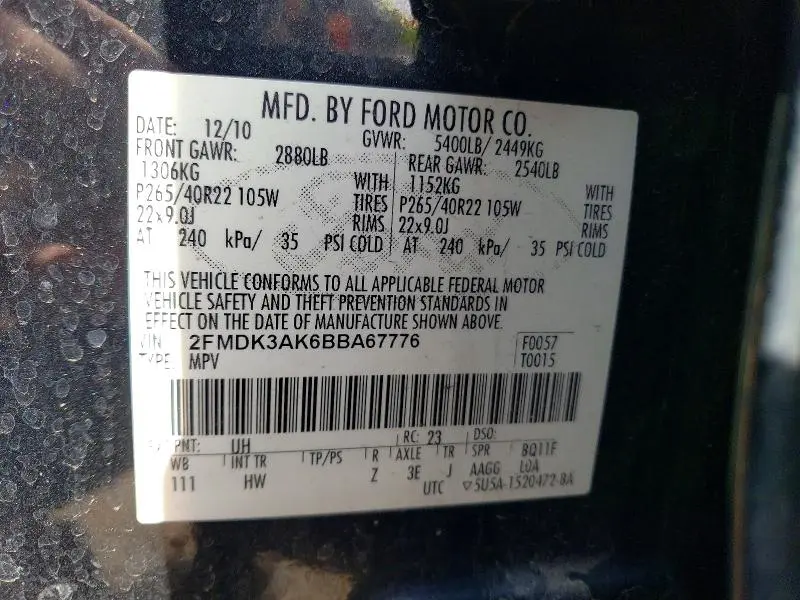 MFD. BY FORD MOTOR CO.
DATE: 12/10 GVWR: 5400LB/ 2449KG
FRONT GAWR: 2880LB REAR GAWR: 2540LB
1306KG WITH 1152KG WITH
P265/40R22 105W TIRES P265/40R22 105W TIRES
22x9.0J RIMS 22x9.0J RIMS
AT 240 kPa/ 35 PSI COLD AT 240 kPa/ 35 PSI COLD
THIS VEHICLE CONFORMS TO ALL APPLICABLE FEDERAL MOTOR
VEHICLE SAFETY AND THEFT PREVENTION STANDARDS IN
EFFECT ON THE DATE OF MANUFACTURE SHOWN ABOVE.
VIN: 2FMDK3AK6BBA67776 F0057
TYPE: MPV T0015
EXT PNT: UH RC: 23 DSO:
WB INT TR TP/PS R AXLE TR SPR BQ11F
111 HW Z 3E J AAGG LOA
UTC 5U5A-1520472-BA